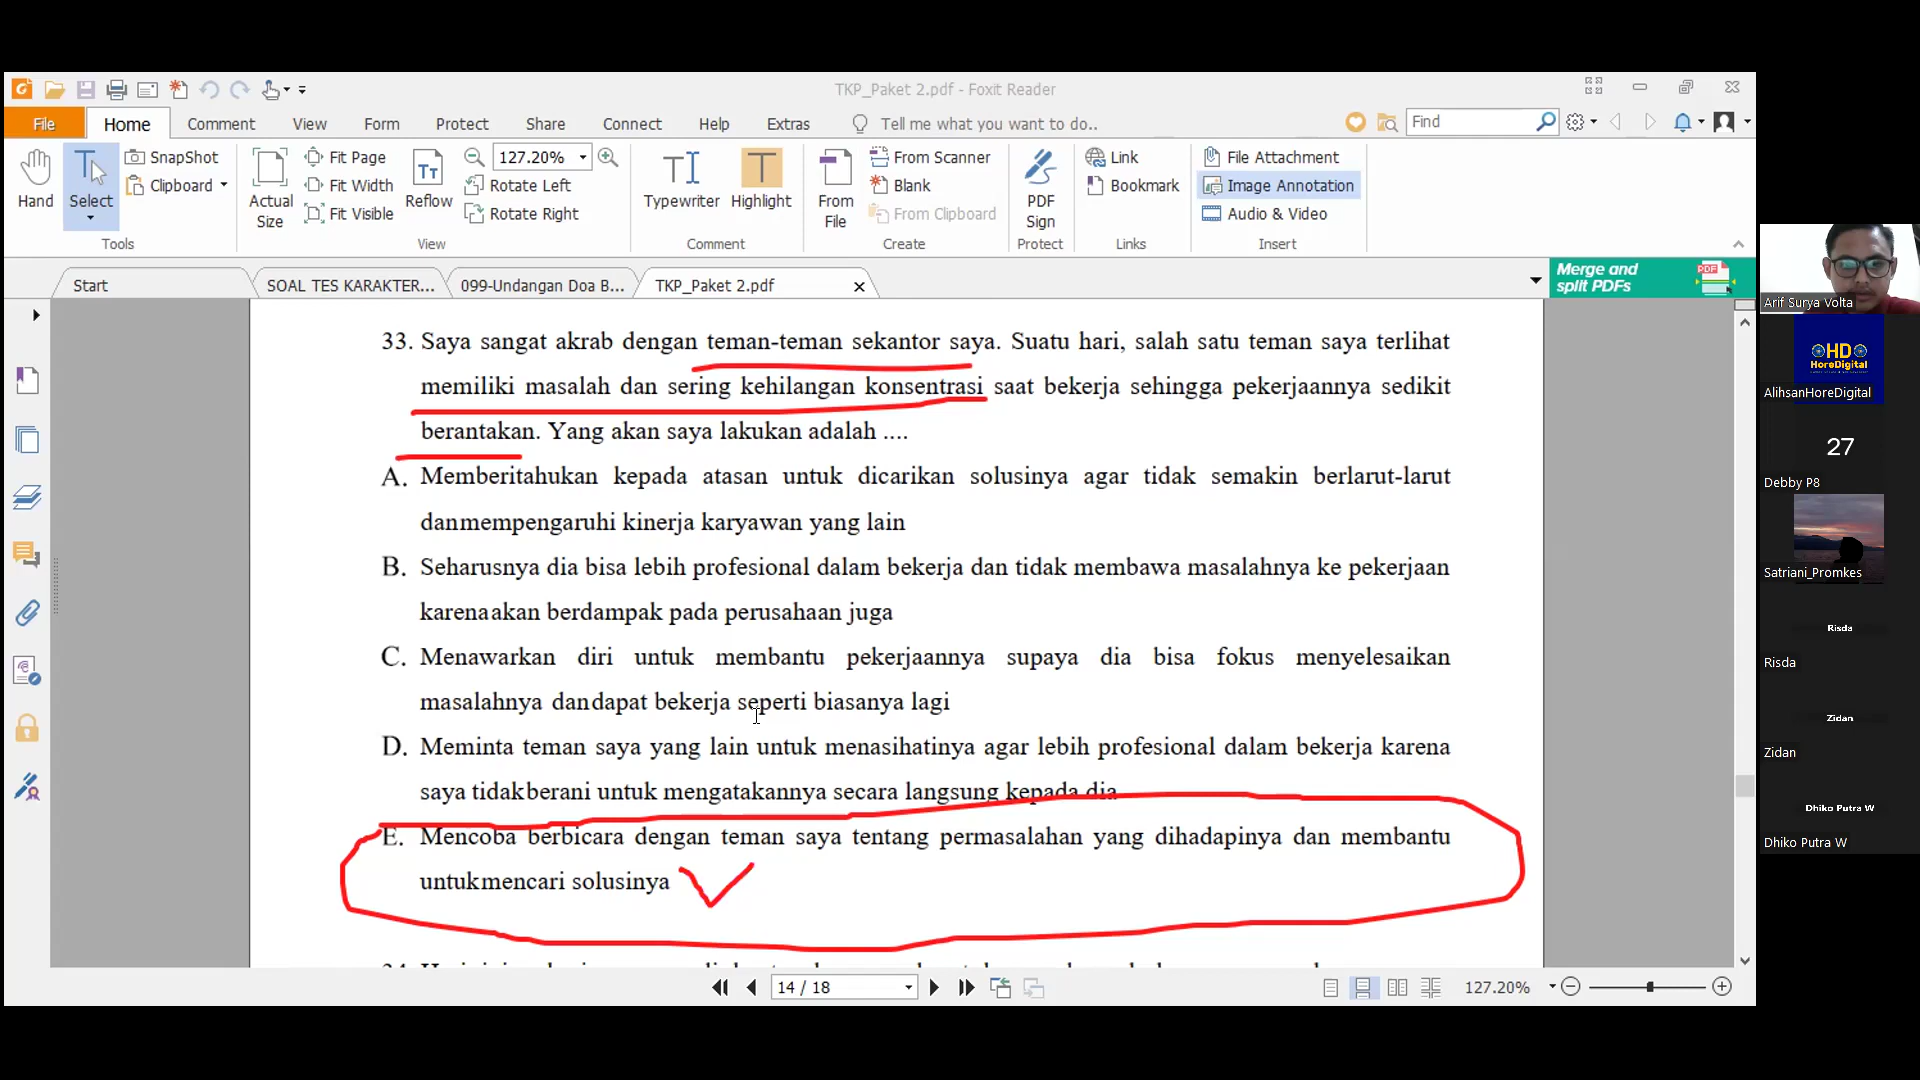 TKP_Paket 2.pdf - Foxit Reader
File Home Comment View Form Protect Share Connect Help Extras Tell me what you want to do.. Find
Hand
Select
SnapShot
Clipboard
Tools
Actual Size
Fit Page
Fit Width
Fit Visible
Reflow
127.20%
Rotate Left
Rotate Right
View
Typewriter
Highlight
Comment
From File
From Scanner
Blank
From Clipboard
Create
PDF Sign
Protect
Link
Bookmark
Links
File Attachment
Image Annotation
Audio & Video
Insert
Start
SOAL TES KARAKTER...
099-Undangan Doa B...
TKP_Paket 2.pdf
Merge and
split PDFs
PDF
33. Saya sangat akrab dengan teman-teman sekantor saya. Suatu hari, salah satu teman saya terlihat
memiliki masalah dan sering kehilangan konsentrasi saat bekerja sehingga pekerjaannya sedikit
berantakan. Yang akan saya lakukan adalah ....
A. Memberitahukan kepada atasan untuk dicarikan solusinya agar tidak semakin berlarut-larut
danmempengaruhi kinerja karyawan yang lain
B. Seharusnya dia bisa lebih profesional dalam bekerja dan tidak membawa masalahnya ke pekerjaan
karenaakan berdampak pada perusahaan juga
C. Menawarkan diri untuk membantu pekerjaannya supaya dia bisa fokus menyelesaikan
masalahnya dandapat bekerja seperti biasanya lagi
D. Meminta teman saya yang lain untuk menasihatinya agar lebih profesional dalam bekerja karena
saya tidakberani untuk mengatakannya secara langsung kepada dia
E. Mencoba berbicara dengan teman saya tentang permasalahan yang dihadapinya dan membantu
untukmencari solusinya
14 / 18
127.20%
Arif Surya Volta
HD
HoreDigital
AlihsanHoreDigital
27
Debby P8
Satriani_Promkes
Risda
Risda
Zidan
Zidan
Dhiko Putra W
Dhiko Putra W